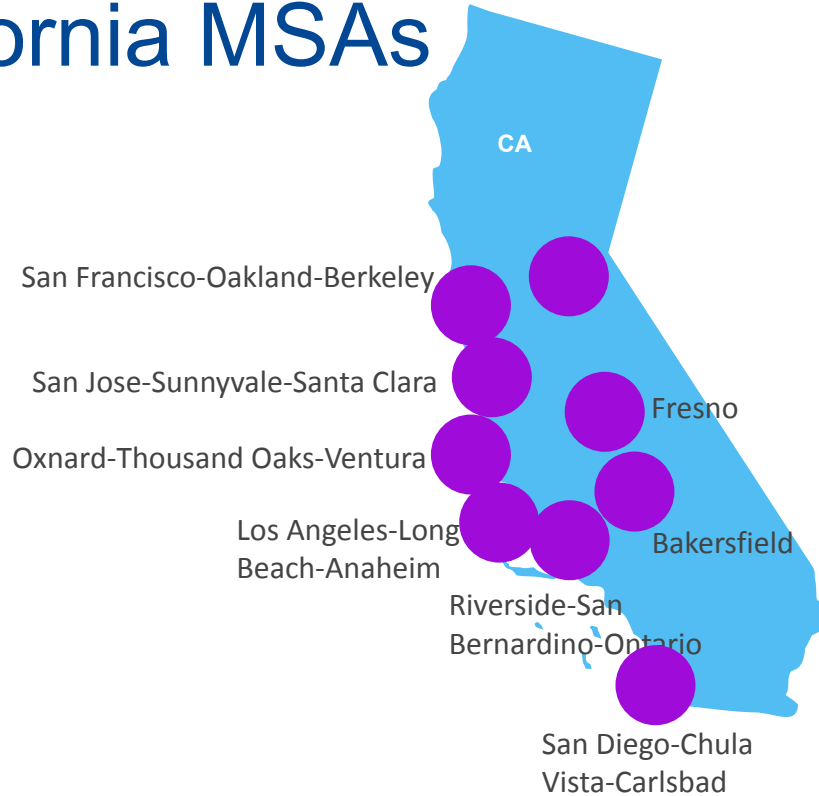 ornia MSAs
CA
San Francisco-Oakland-Berkeley
San Jose-Sunnyvale-Santa Clara
Fresno
Oxnard-Thousand Oaks-Ventura
Los Angeles-Long
Beach-Anaheim
Bakersfield
Riverside-San
Bernardino-Ontario
San Diego-Chula
Vista-Carlsbad